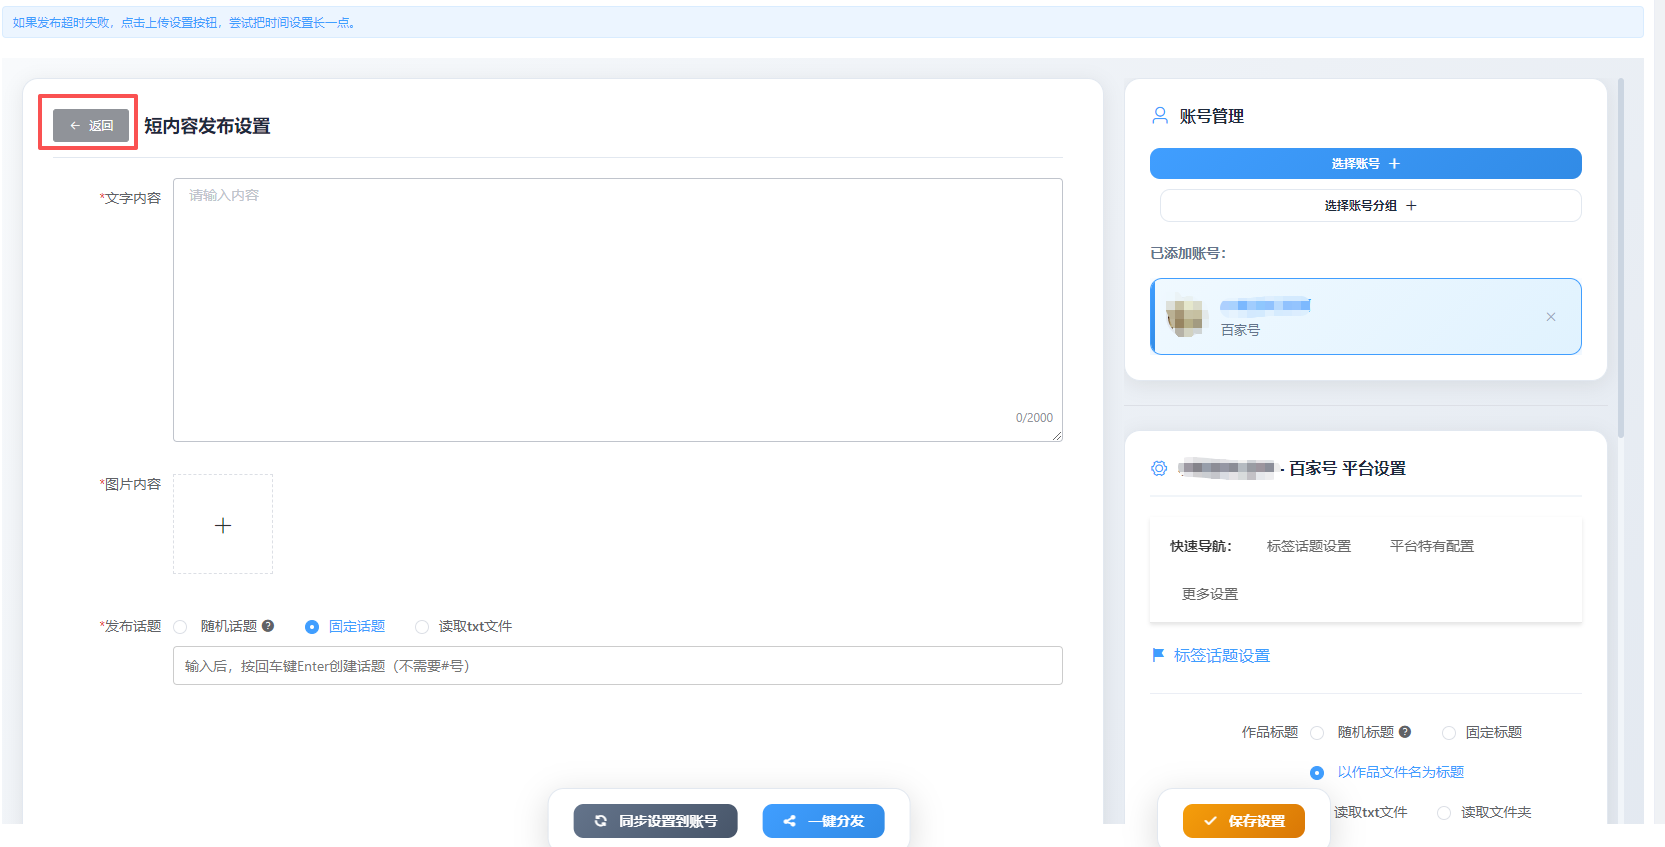 如果发布超时失败，点击上传设置按钮，尝试把时间设置长一点。
返回
短内容发布设置
*文字内容
请输入内容
0/2000
*图片内容
*发布话题
随机话题
固定话题
读取txt文件
输入后，按回车键Enter创建话题（不需要#号）
同步设置到账号
一键分发
账号管理
选择账号
选择账号分组
已添加账号：
百家号
- 百家号 平台设置
快速导航：
标签话题设置
平台特有配置
更多设置
标签话题设置
作品标题
随机标题
固定标题
以作品文件名为标题
读取txt文件
读取文件夹
保存设置